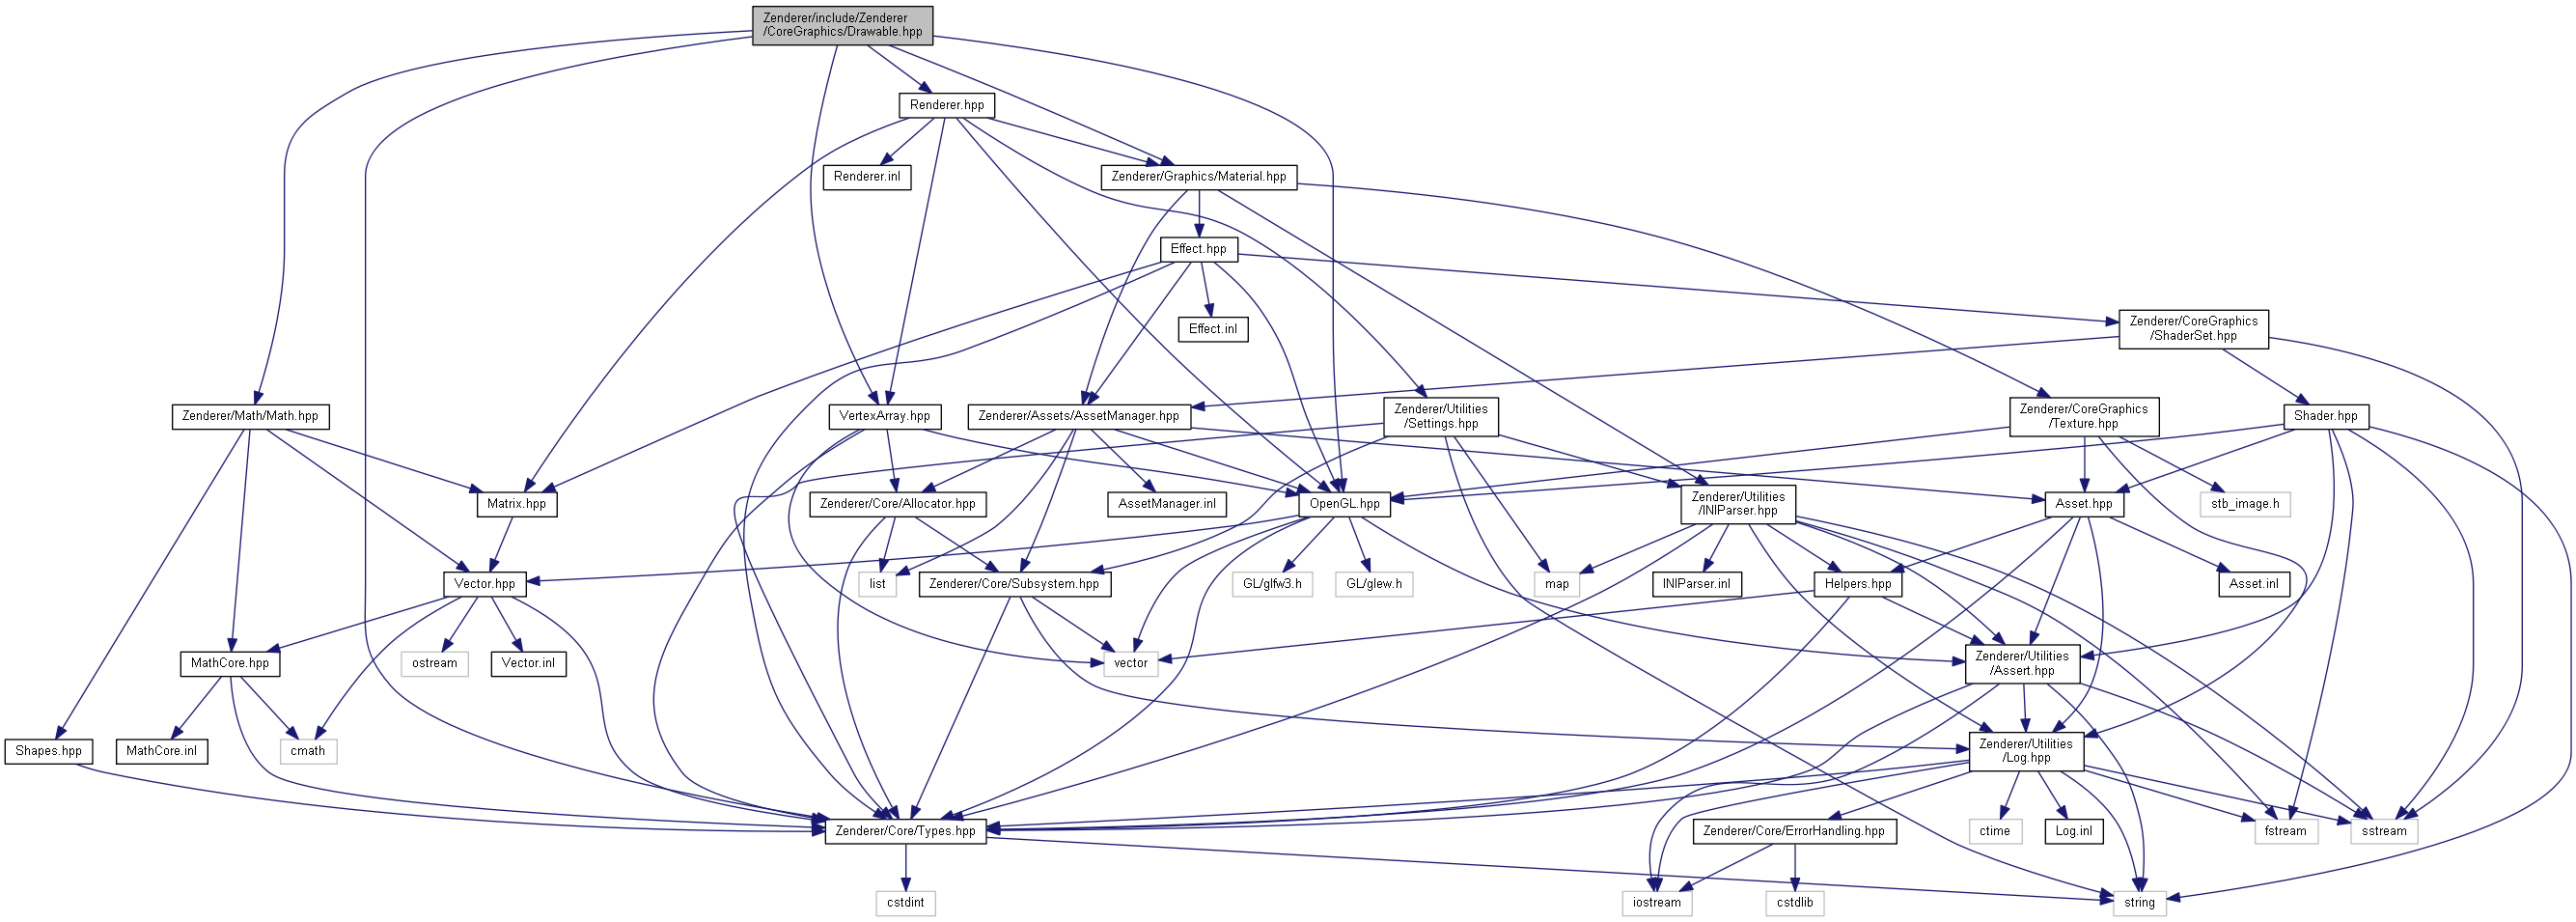 Zenderer/include/Zenderer
/CoreGraphics/Drawable.hpp
Renderer.hpp
Renderer.inl
Zenderer/Graphics/Material.hpp
Effect.hpp
Effect.inl
Zenderer/CoreGraphics
/ShaderSet.hpp
Zenderer/Math/Math.hpp
VertexArray.hpp
Zenderer/Assets/AssetManager.hpp
Zenderer/Utilities
/Settings.hpp
Zenderer/CoreGraphics
/Texture.hpp
Shader.hpp
Matrix.hpp
Zenderer/Core/Allocator.hpp
AssetManager.inl
OpenGL.hpp
Zenderer/Utilities
/INIParser.hpp
Asset.hpp
stb_image.h
Vector.hpp
list
Zenderer/Core/Subsystem.hpp
GL/glfw3.h
GL/glew.h
map
INIParser.inl
Helpers.hpp
Asset.inl
MathCore.hpp
ostream
Vector.inl
vector
Zenderer/Utilities
/Assert.hpp
Shapes.hpp
MathCore.inl
cmath
Zenderer/Utilities
/Log.hpp
Zenderer/Core/Types.hpp
Zenderer/Core/ErrorHandling.hpp
ctime
Log.inl
fstream
sstream
cstdint
iostream
cstdlib
string